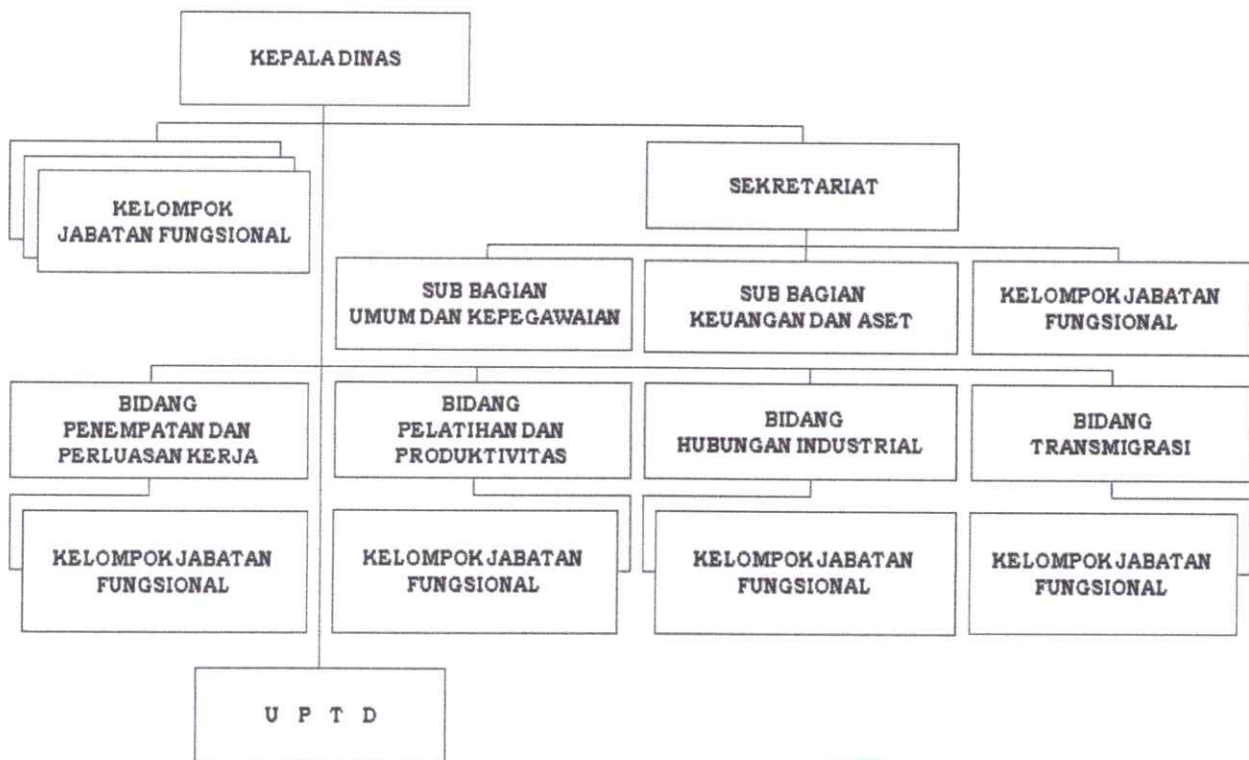 KEPALA DINAS
KELOMPOK
JABATAN FUNGSIONAL
SEKRETARIAT
SUB BAGIAN
UMUM DAN KEPEGAWAIAN
SUB BAGIAN
KEUANGAN DAN ASET
KELOMPOK JABATAN
FUNGSIONAL
BIDANG
PENEMPATAN DAN
PERLUASAN KERJA
BIDANG
PELATIHAN DAN
PRODUKTIVITAS
BIDANG
HUBUNGAN INDUSTRIAL
BIDANG
TRANSMIGRASI
KELOMPOK JABATAN
FUNGSIONAL
KELOMPOK JABATAN
FUNGSIONAL
KELOMPOK JABATAN
FUNGSIONAL
KELOMPOK JABATAN
FUNGSIONAL
U P T D